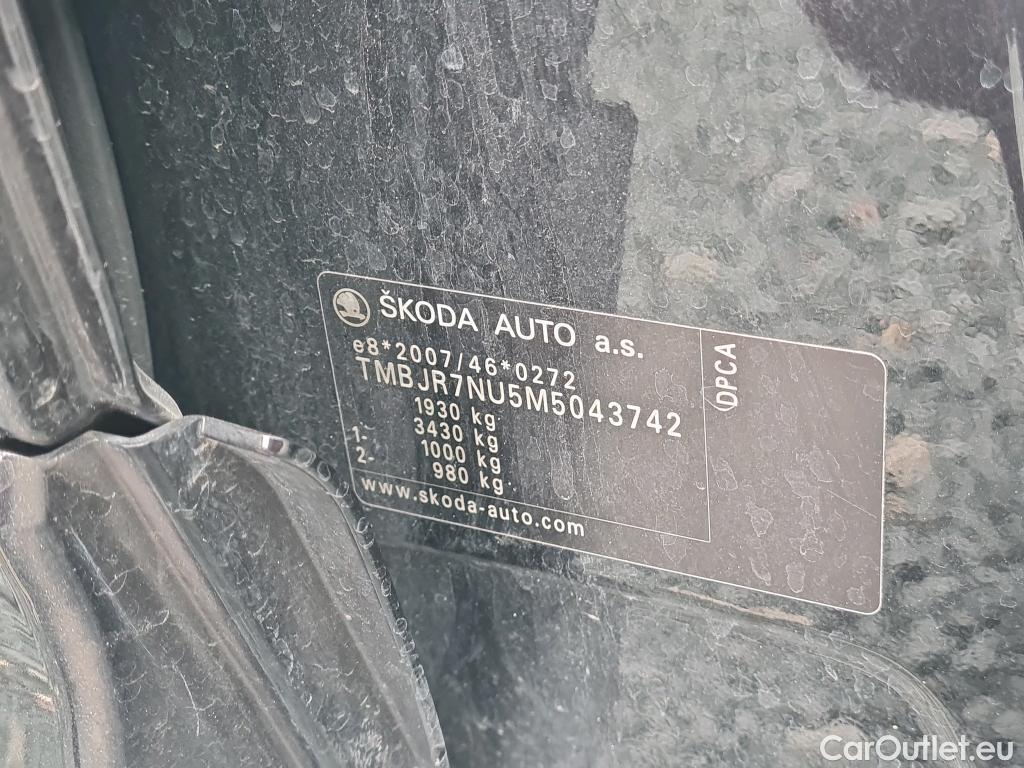 ŠKODA AUTO a.s.
e8*2007/46*0272
TMBJR7NU5M5043742
1930 kg
3430 kg
1- 1000 kg
2- 980 kg
www.skoda-auto.com
(DPCA
CarOutlet.eu